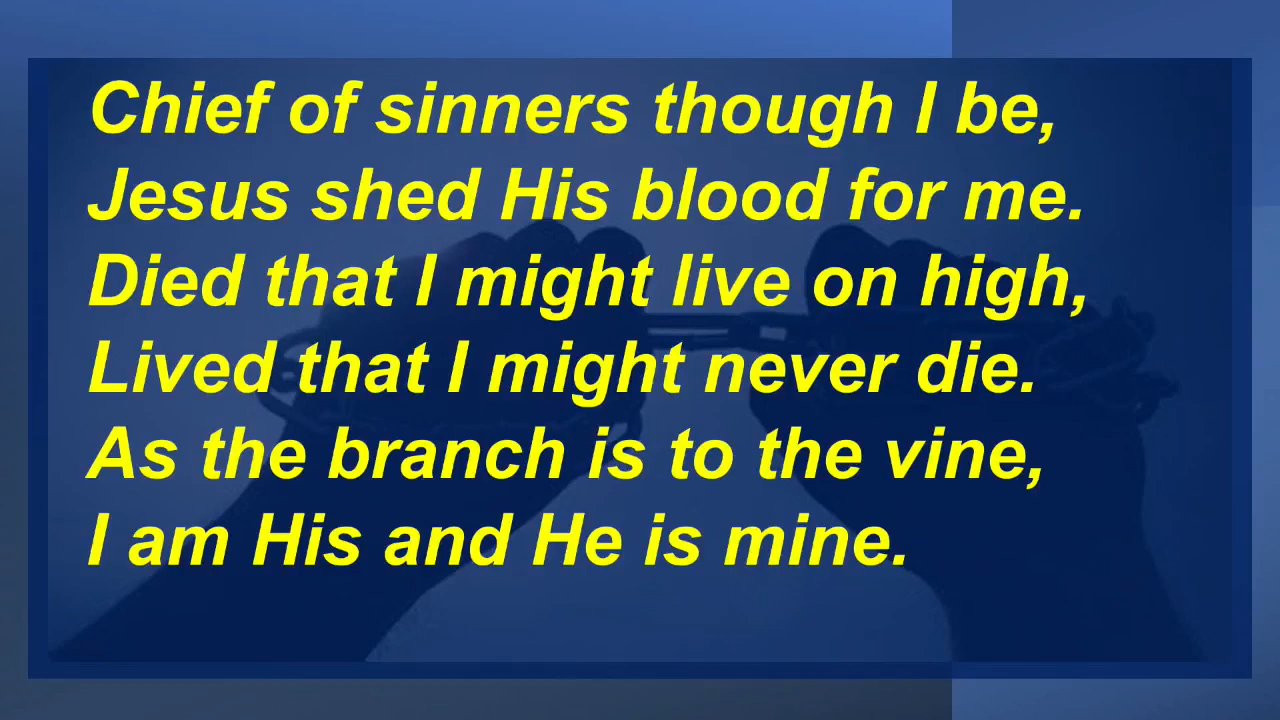 Chief of sinners though I be,
Jesus shed His blood for me.
Died that I might live on high,
Lived that I might never die.
As the branch is to the vine,
I am His and He is mine.